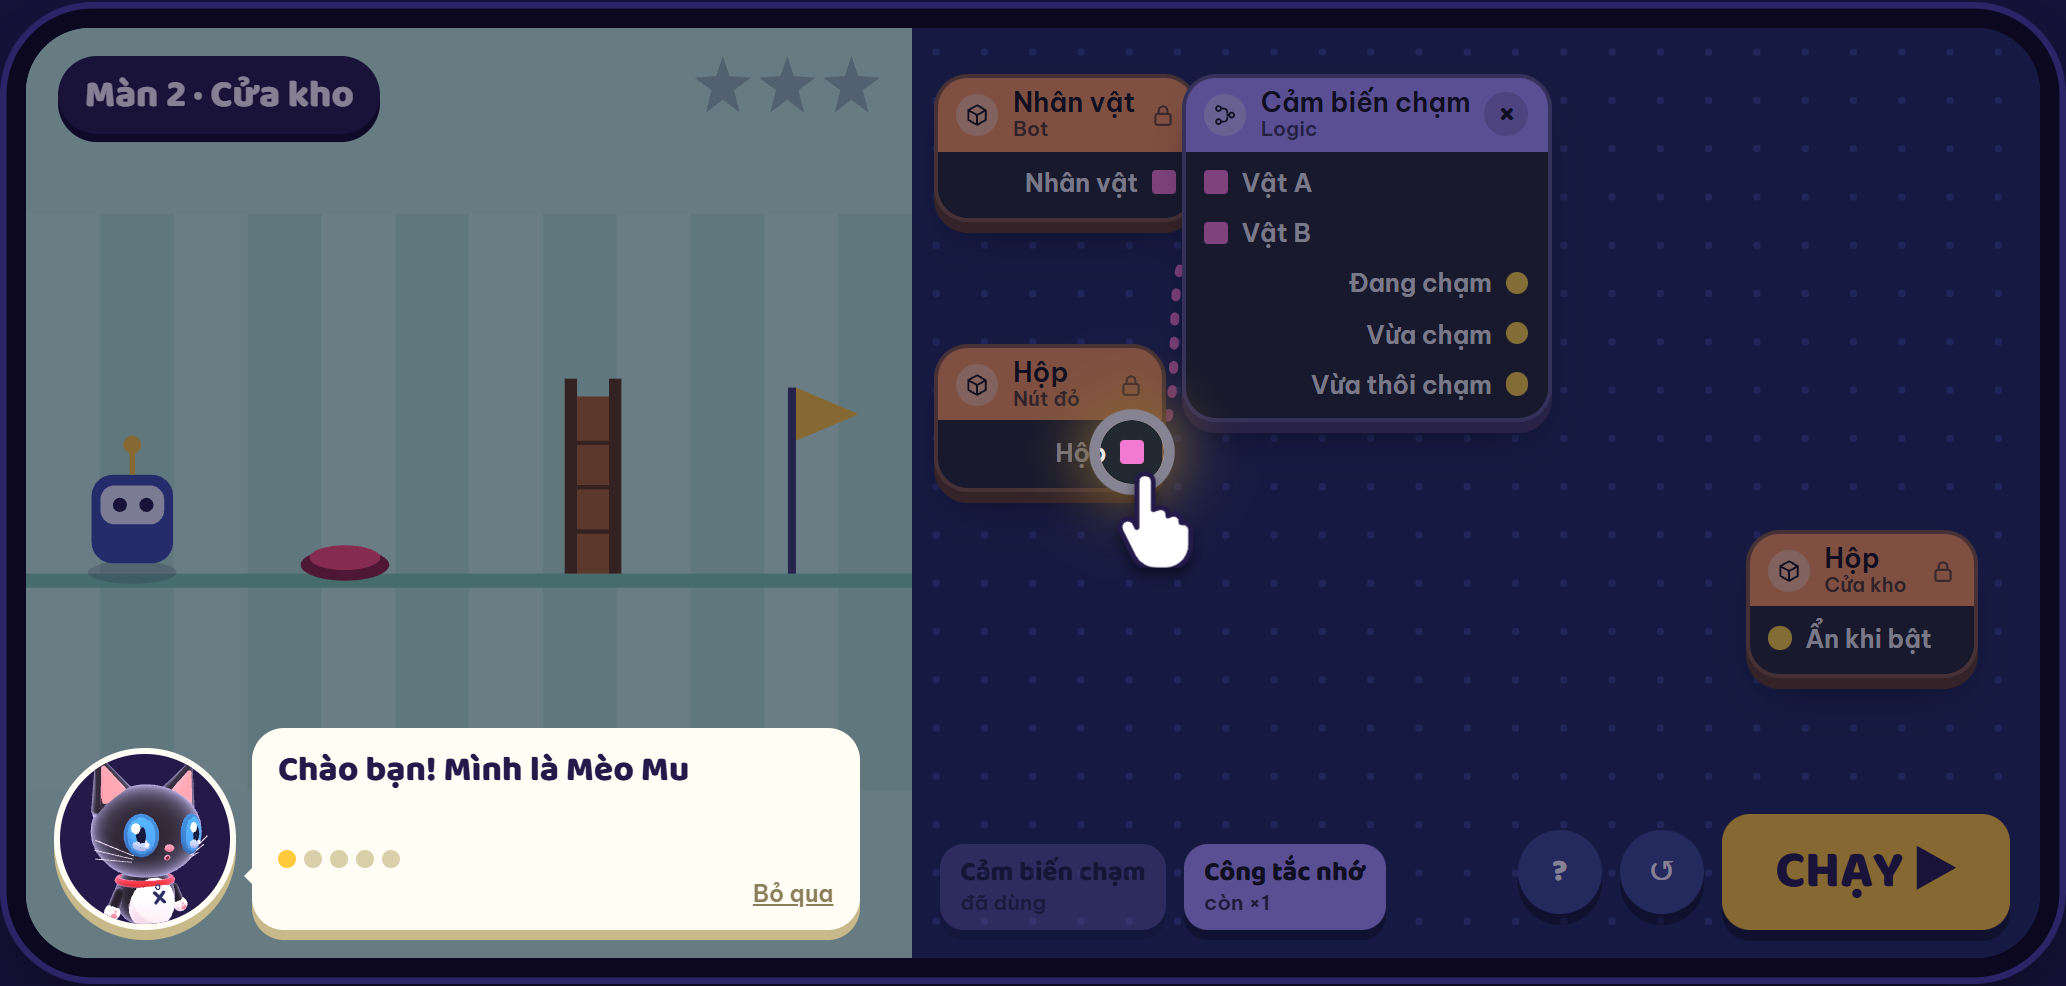 Màn 2 · Cửa kho
Nhân vật
Bot
Nhân vật
Cảm biến chạm
Logic
×
Vật A
Vật B
Đang chạm
Vừa chạm
Vừa thôi chạm
Hộp
Nút đỏ
Hộp
Hộp
Cửa kho
Ẩn khi bật
Chào bạn! Mình là Mèo Mu
Bỏ qua
Cảm biến chạm
đã dùng
Công tắc nhớ
còn ×1
?
↺
CHẠY